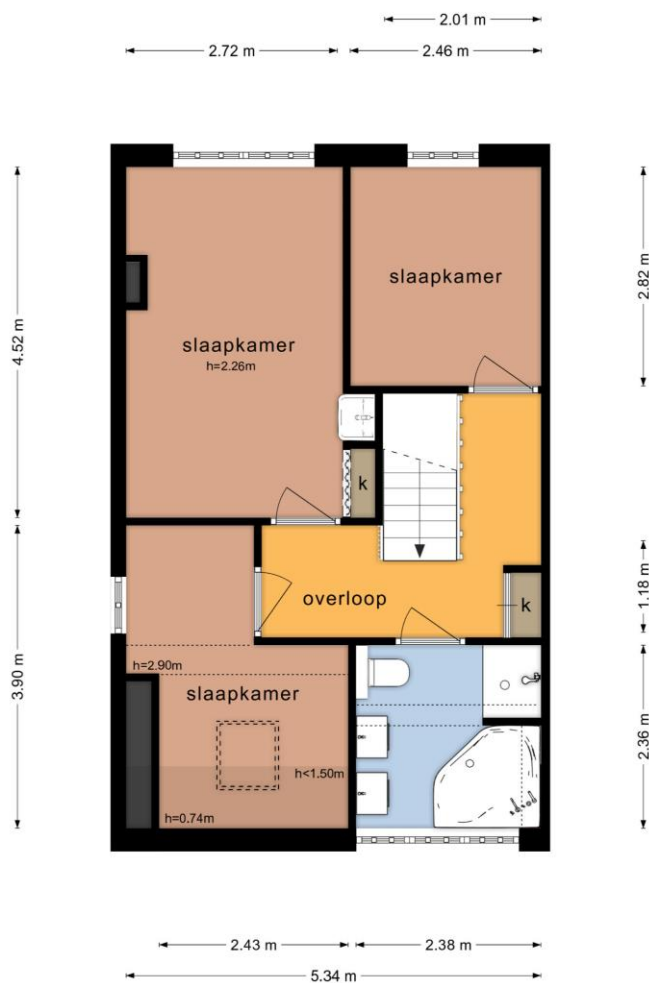 2.01 m
2.72 m
2.46 m
4.52 m
2.82 m
slaapkamer
slaapkamer
h=2.26m
k
overloop
k
1.18 m
3.90 m
h=2.90m
slaapkamer
2.36 m
h<1.50m
h=0.74m
2.43 m
2.38 m
5.34 m